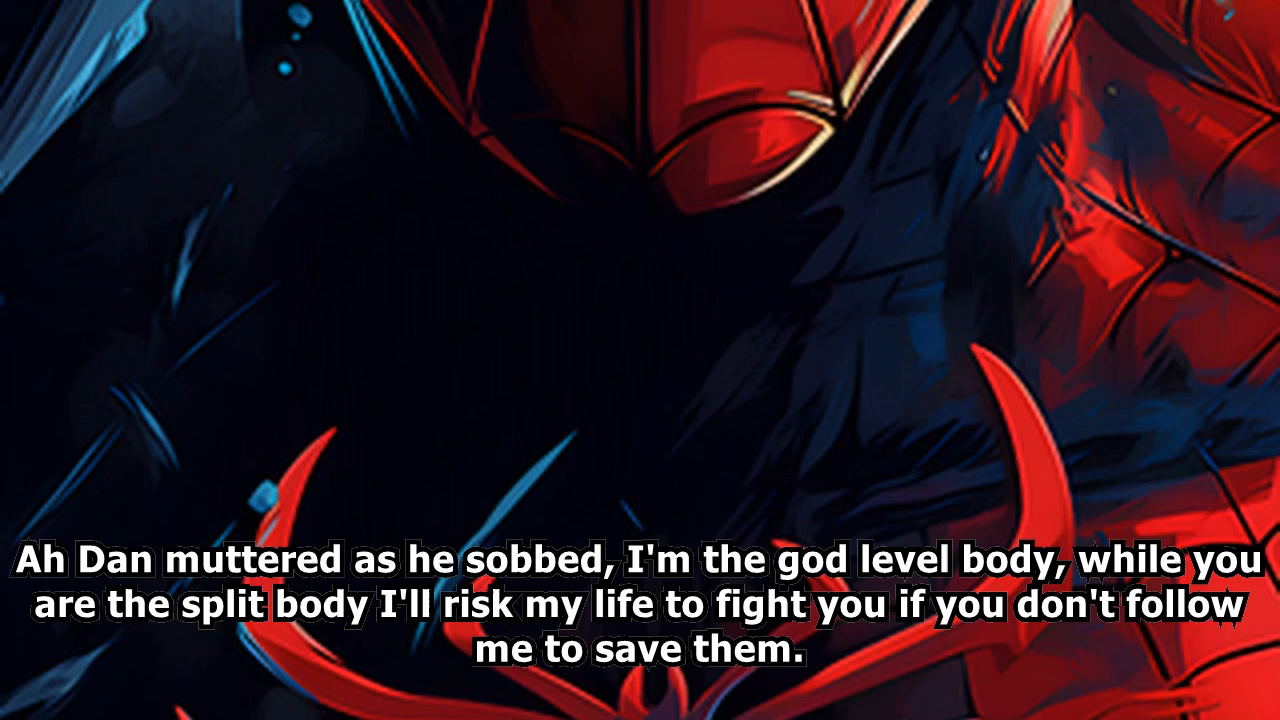 Ah Dan muttered as he sobbed, I'm the god level body, while you
are the split body I'll risk my life to fight you if you don't follow
me to save them.